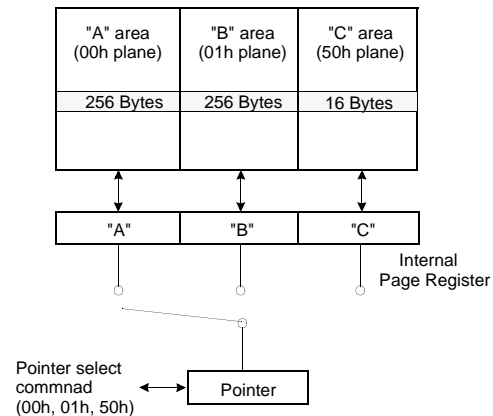 "A" area
(00h plane)
"B" area
(01h plane)
"C" area
(50h plane)
256 Bytes
256 Bytes
16 Bytes
"A"
"B"
"C"
Internal
Page Register
Pointer select
commnad
(00h, 01h, 50h)
Pointer